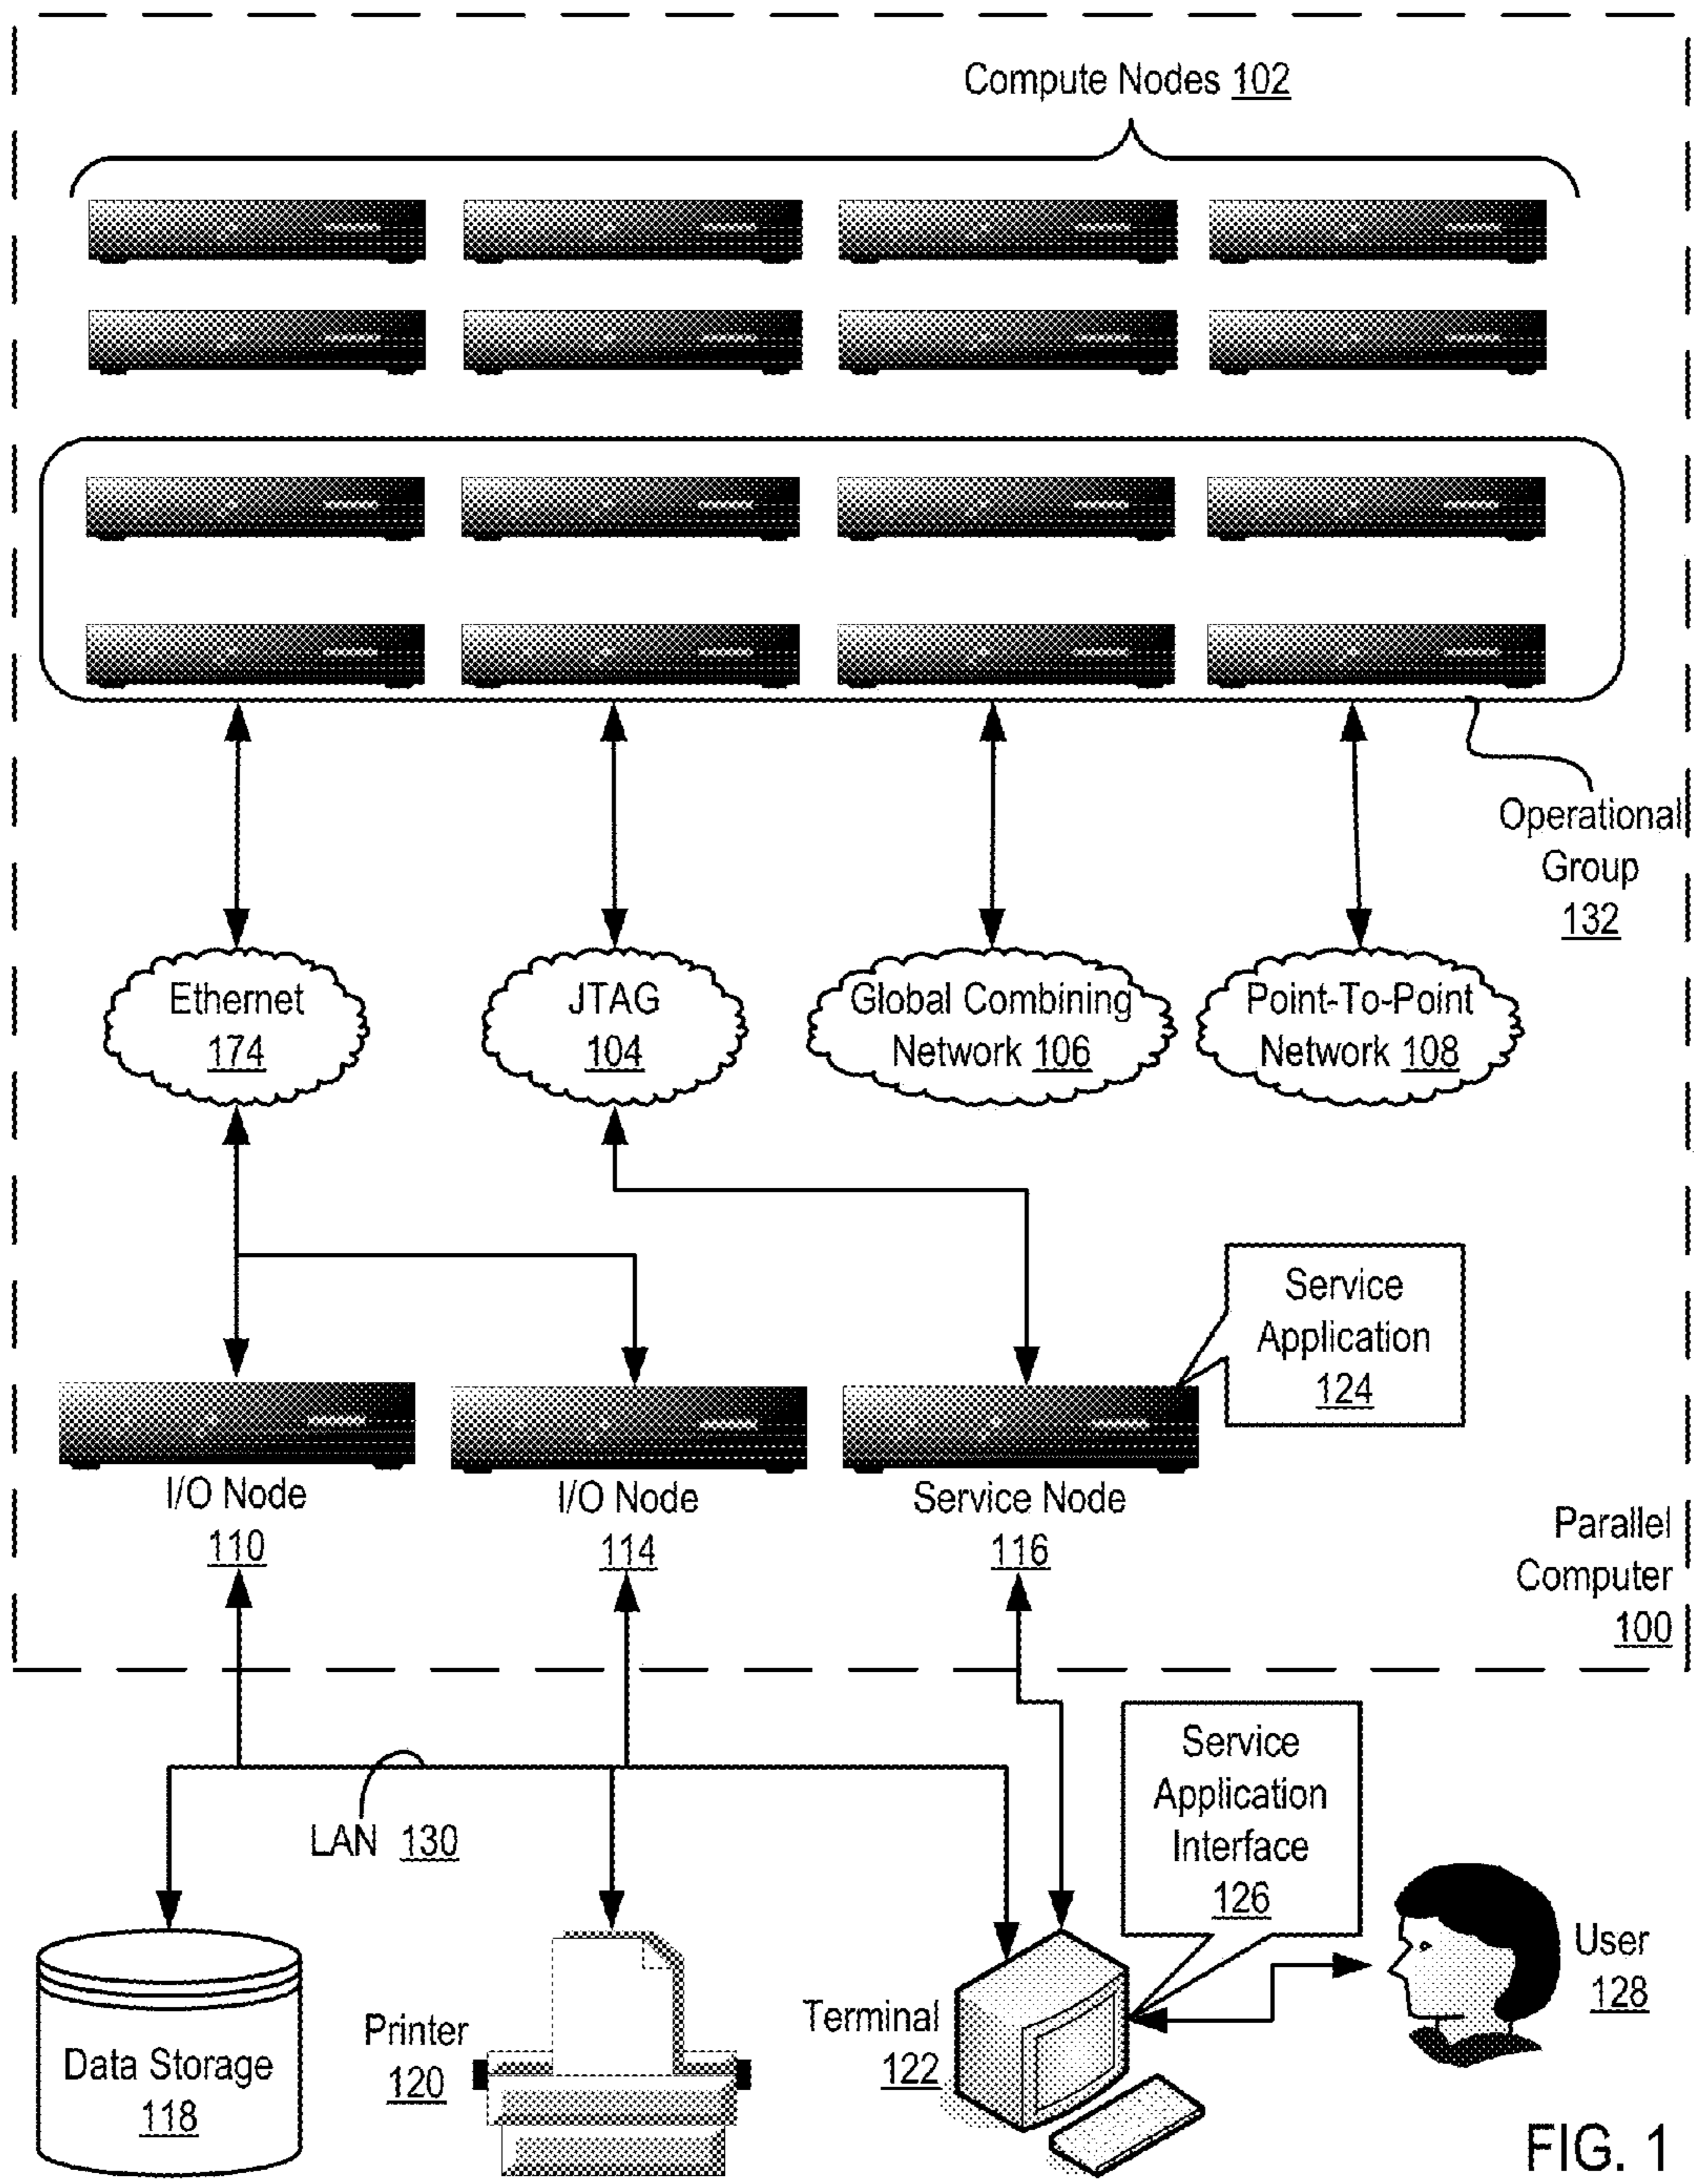 Compute Nodes 102
Operational
Group
132
Ethernet
174
JTAG
104
Global Combining
Network 106
Point-To-Point
Network 108
Service
Application
124
I/O Node
110
I/O Node
114
Service Node
116
Parallel
Computer
100
Service
Application
Interface
126
LAN 130
User
128
Printer
120
Terminal
122
Data Storage
118
FIG. 1